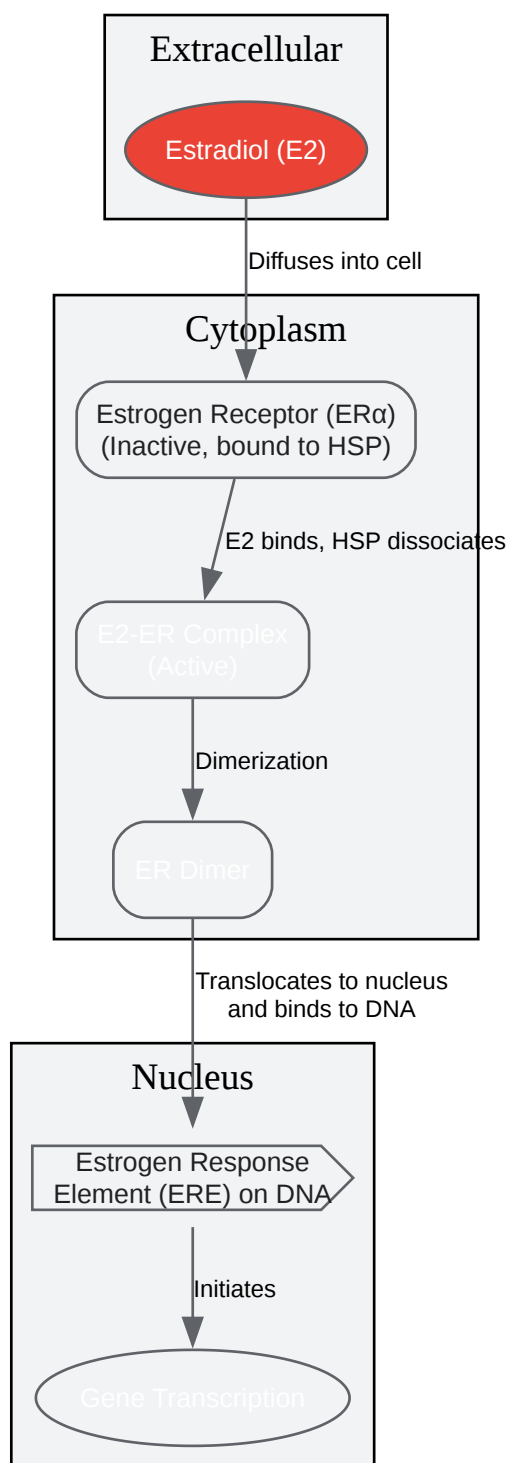 Extracellular
Estradiol (E2)
Diffuses into cell
Cytoplasm
Estrogen Receptor (ERα)
(Inactive, bound to HSP)
E2 binds, HSP dissociates
E2-ER Complex
(Active)
Dimerization
ER Dimer
Translocates to nucleus
and binds to DNA
Nucleus
Estrogen Response
Element (ERE) on DNA
Initiates
Gene Transcription